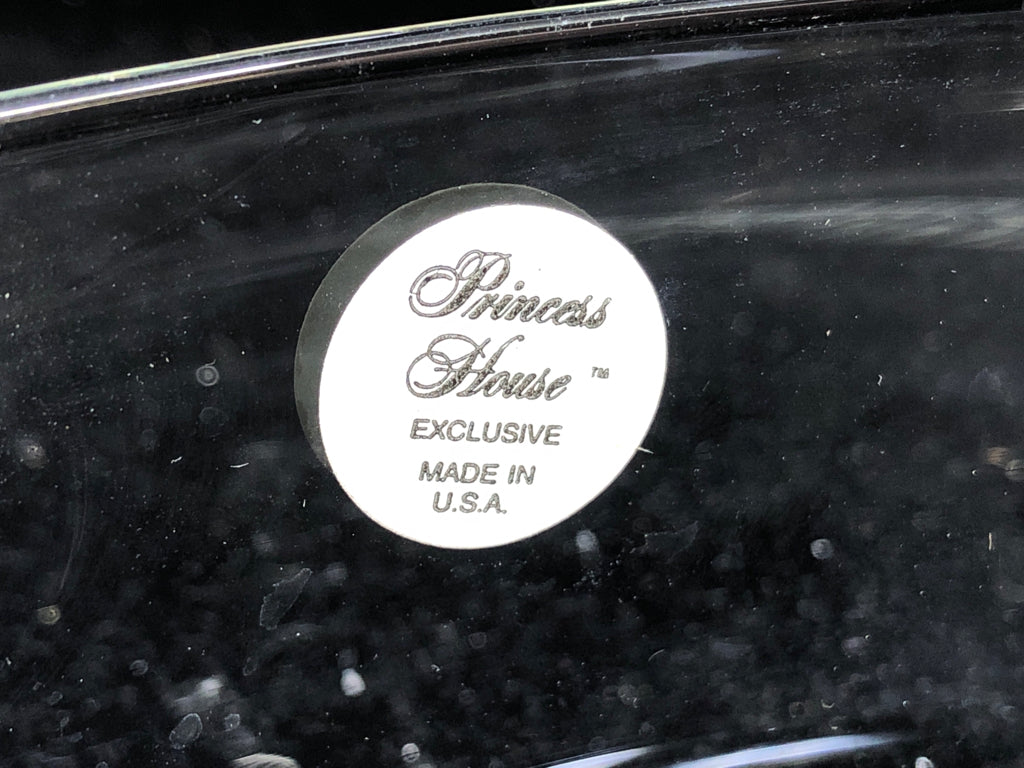 Princess
House ™
EXCLUSIVE
MADE IN
U.S.A.